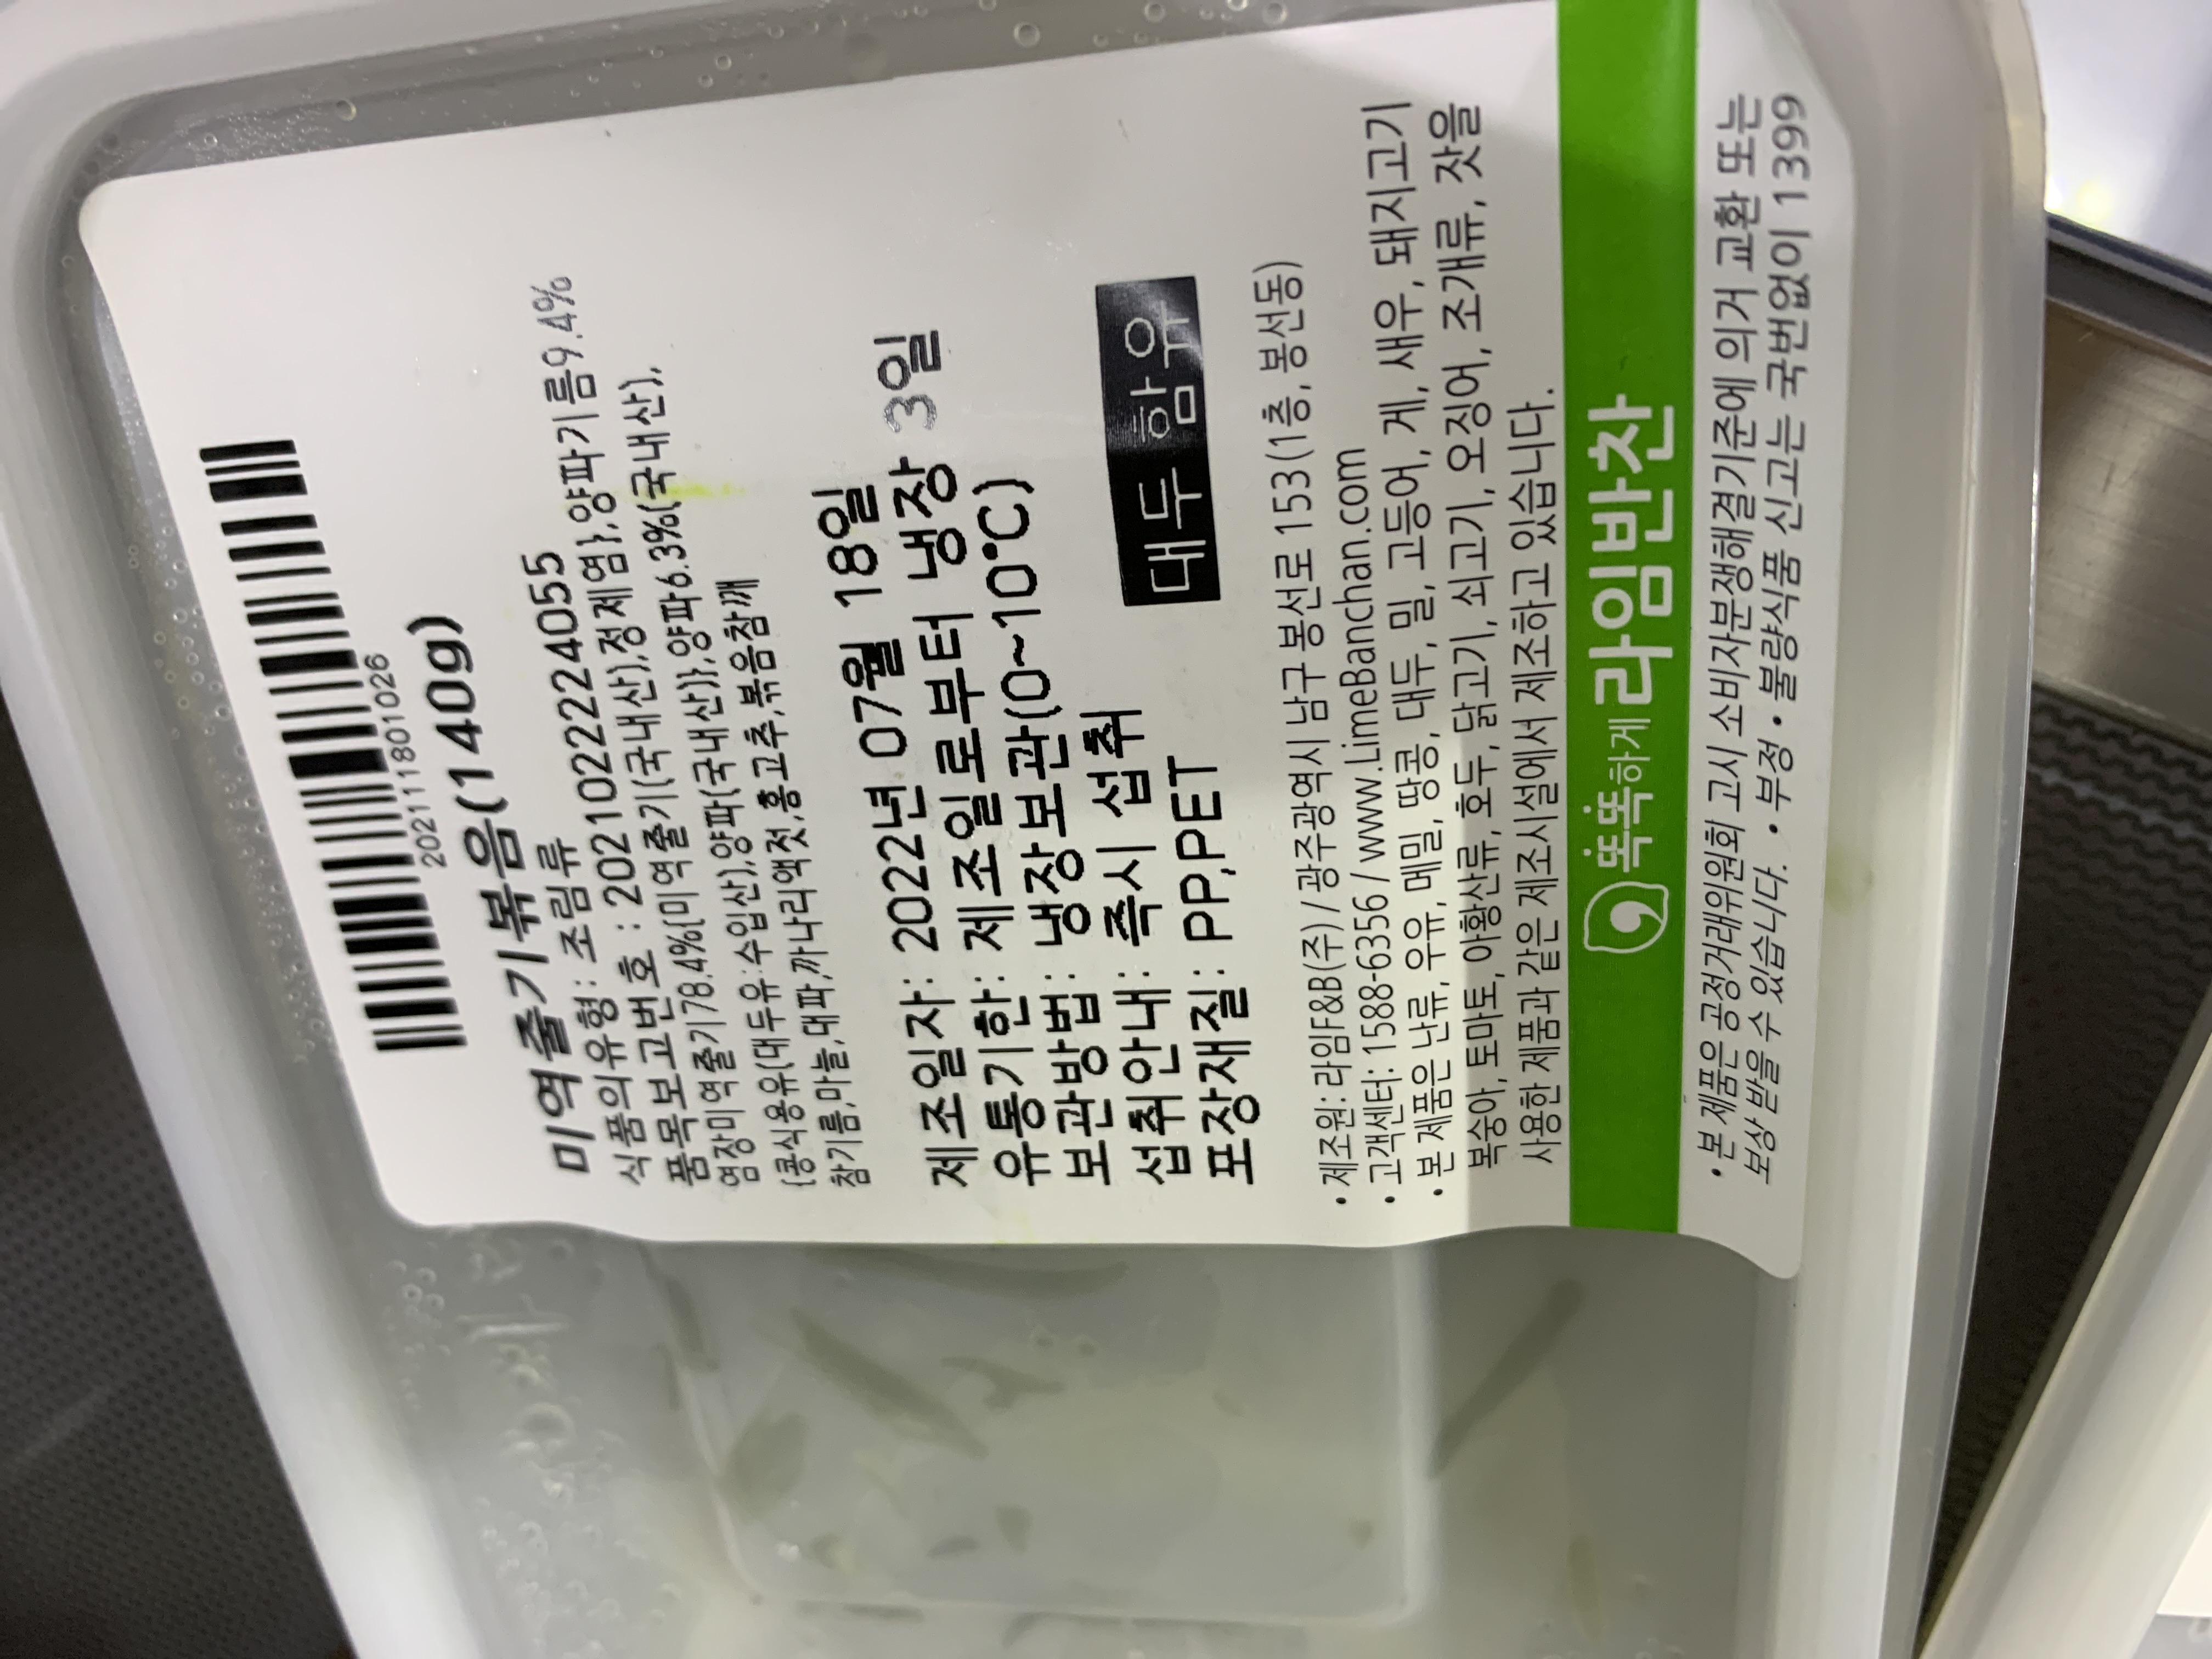 2021111801026
미역줄기볶음(140g)
식품의유형: 조림류
품목보고번호 : 2021022224055
염장미역줄기78.4%{미역줄기(국내산),정제염},양파기름9.4%
{콩식용유(대두유:수입산),양파(국내산)},양파6.3%(국내산),
참기름,마늘,대파,까나리액젓,홍고추,볶음참깨
제조일자: 2022년 07월 18일
유통기한: 제조일로부터 냉장 3일
보관방법: 냉장보관(0~10°C)
섭취안내: 즉시 섭취
포장재질: PP,PET
대두 함유
• 제조원: 라임F&B(주) / 광주광역시 남구 봉선로 153(1층, 봉선동)
• 고객센터: 1588-6356 / www.LimeBanchan.com
• 본 제품은 난류, 우유, 메밀, 땅콩, 대두, 밀, 고등어, 게, 새우, 돼지고기
복숭아, 토마토, 아황산류, 호두, 닭고기, 쇠고기, 오징어, 조개류, 잣을
사용한 제품과 같은 제조시설에서 제조하고 있습니다.
똑똑하게 라임반찬
• 본 제품은 공정거래위원회 고시 소비자분쟁해결기준에 의거 교환 또는
보상 받을 수 있습니다. • 부정 • 불량식품 신고는 국번없이 1399